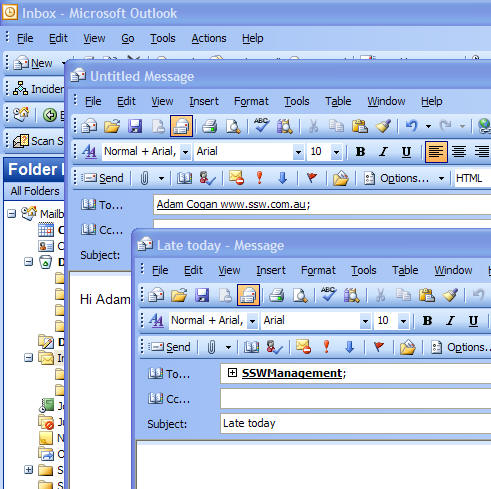 Inbox - Microsoft Outlook
File Edit View Go Tools Actions Help
New
Inciden
Scan S
Folder
All Folders
Mailb
Untitled Message
File Edit View Insert Format Tools Table Window Help
ABC
Normal + Arial, Arial 10 B I U
Send Options... HTML
To... Adam Cogan www.ssw.com.au;
Cc...
Subject:
Hi Adam
Late today - Message
File Edit View Insert Format Tools Table Window
ABC
Normal + Arial, Arial 10 B I U
Send Options..
To... SSWManagement;
Cc...
Subject: Late today